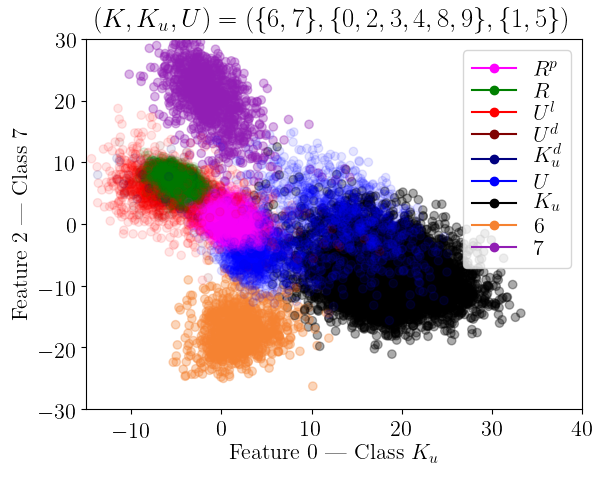 (K, K_u, U) = ({6, 7}, {0, 2, 3, 4, 8, 9}, {1, 5})
30
20
10
0
−10
−20
−30
Feature 2 — Class 7
R^p
R
U^l
U^d
K_u^d
U
K_u
6
7
−10
0
10
20
30
40
Feature 0 — Class K_u